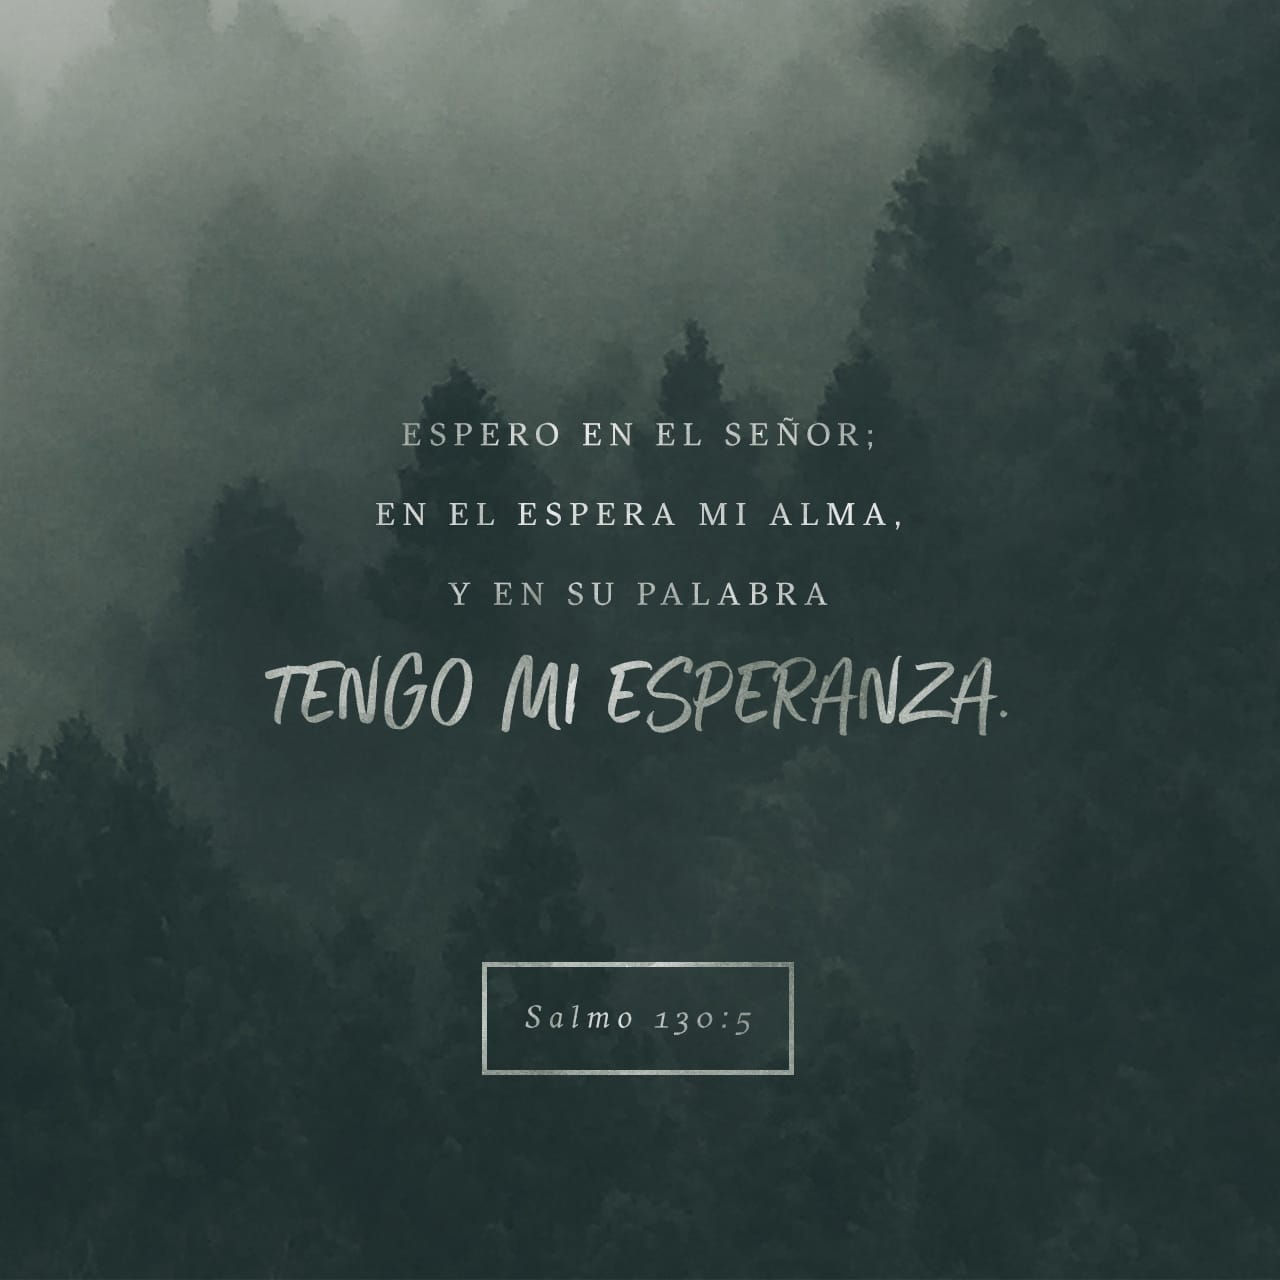 ESPERO EN EL SEÑOR;
EN EL ESPERA MI ALMA,
Y EN SU PALABRA
TENGO MI ESPERANZA.
Salmo 130:5